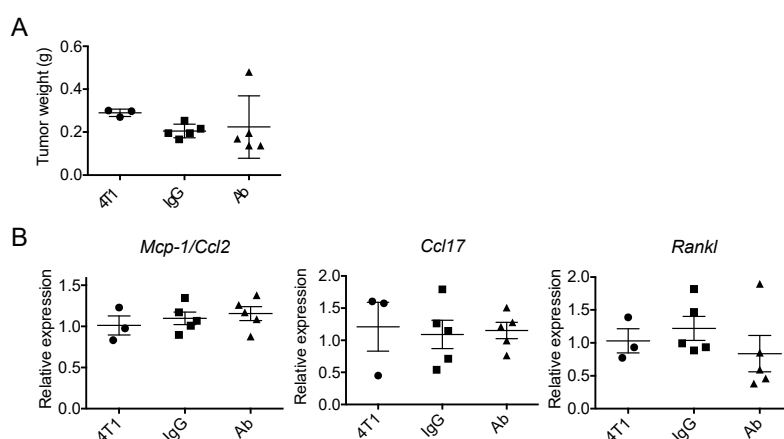 A
Tumor weight (g)
0.6
0.4
0.2
0.0
4T1
IgG
Ab
B
Mcp-1/Ccl2
Relative expression
1.5
1.0
0.5
0.0
4T1
IgG
Ab
Ccl17
Relative expression
2.0
1.5
1.0
0.5
0.0
4T1
IgG
Ab
Rankl
Relative expression
2.0
1.5
1.0
0.5
0.0
4T1
IgG
Ab